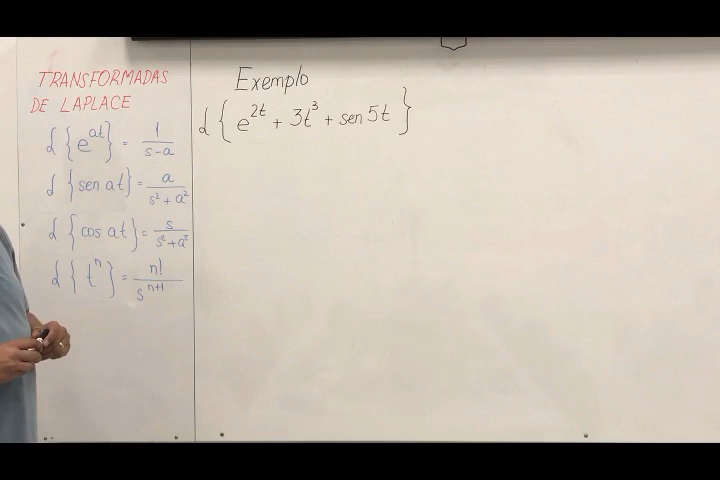 TRANSFORMADAS
DE LAPLACE
ℒ{e^{at}} = 1/(s-a)
ℒ{sen at} = a/(s²+a²)
ℒ{cos at} = s/(s²+a²)
ℒ{t^n} = n!/s^{n+1}
Exemplo
ℒ{e^{2t} + 3t³ + sen 5t}